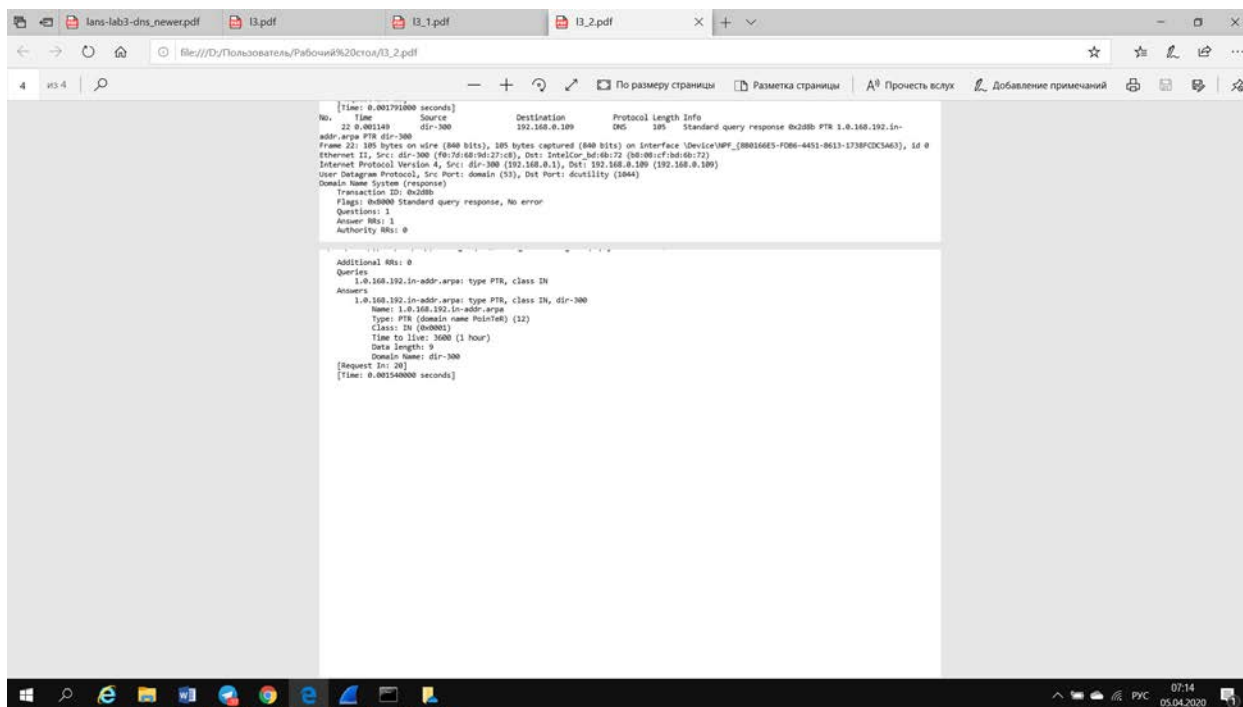 lans-lab3-dns_newer.pdf l3.pdf l3_1.pdf l3_2.pdf
file:///D:/Пользователь/Рабочий%20стол/l3_2.pdf
4 из 4 По размеру страницы Разметка страницы Прочесть вслух Добавление примечаний
[Time: 0.001791000 seconds]
No. Time Source Destination Protocol Length Info
22 0.001149 dir-300 192.168.0.109 DNS 105 Standard query response 0x2d8b PTR 1.0.168.192.in-
addr.arpa PTR dir-300
Frame 22: 105 bytes on wire (840 bits), 105 bytes captured (840 bits) on interface \Device\NPF_ id 0
Ethernet II, Src: dir-300 (f0:7d:68:9d:27:c8), Dst: IntelCor_bd:6b:72 (b8:08:cf:bd:6b:72)
Internet Protocol Version 4, Src: dir-300 (192.168.0.1), Dst: 192.168.0.109 (192.168.0.109)
User Datagram Protocol, Src Port: domain (53), Dst Port: dcutility (1044)
Domain Name System (response)
Transaction ID: 0x2d8b
Flags: 0x8000 Standard query response, No error
Questions: 1
Answer RRs: 1
Authority RRs: 0
Additional RRs: 0
Queries
1.0.168.192.in-addr.arpa: type PTR, class IN
Answers
1.0.168.192.in-addr.arpa: type PTR, class IN, dir-300
Name: 1.0.168.192.in-addr.arpa
Type: PTR (domain name PoinTeR) (12)
Class: IN (0x0001)
Time to live: 3600 (1 hour)
Data length: 9
Domain Name: dir-300
[Request In: 20]
[Time: 0.001540000 seconds]
РУС 07:14
05.04.2020